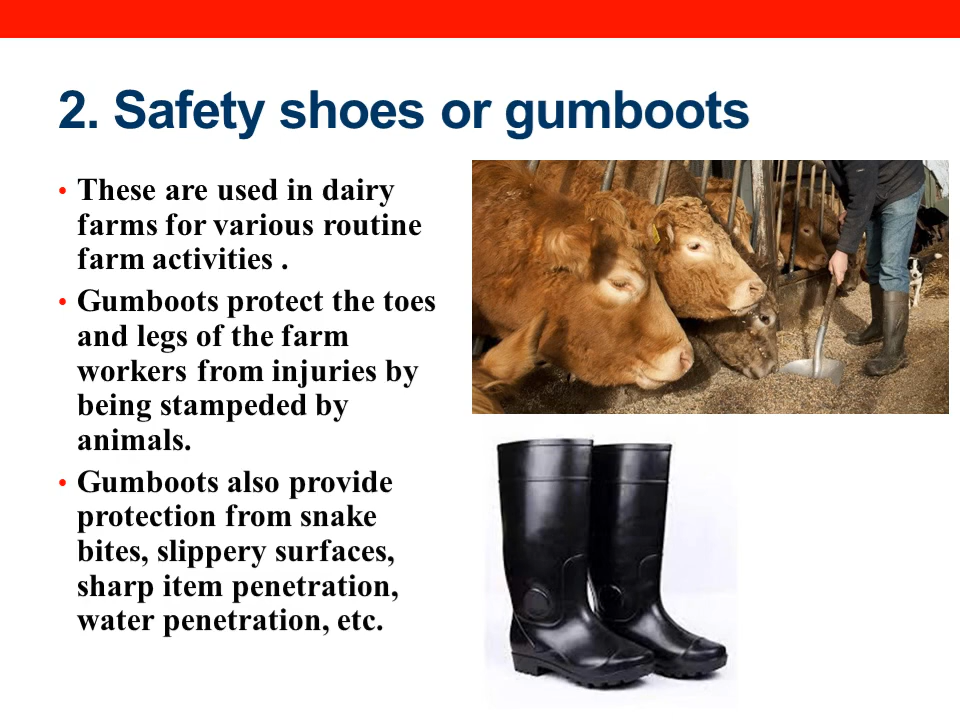 2. Safety shoes or gumboots
• These are used in dairy
farms for various routine
farm activities .
• Gumboots protect the toes
and legs of the farm
workers from injuries by
being stampeded by
animals.
• Gumboots also provide
protection from snake
bites, slippery surfaces,
sharp item penetration,
water penetration, etc.